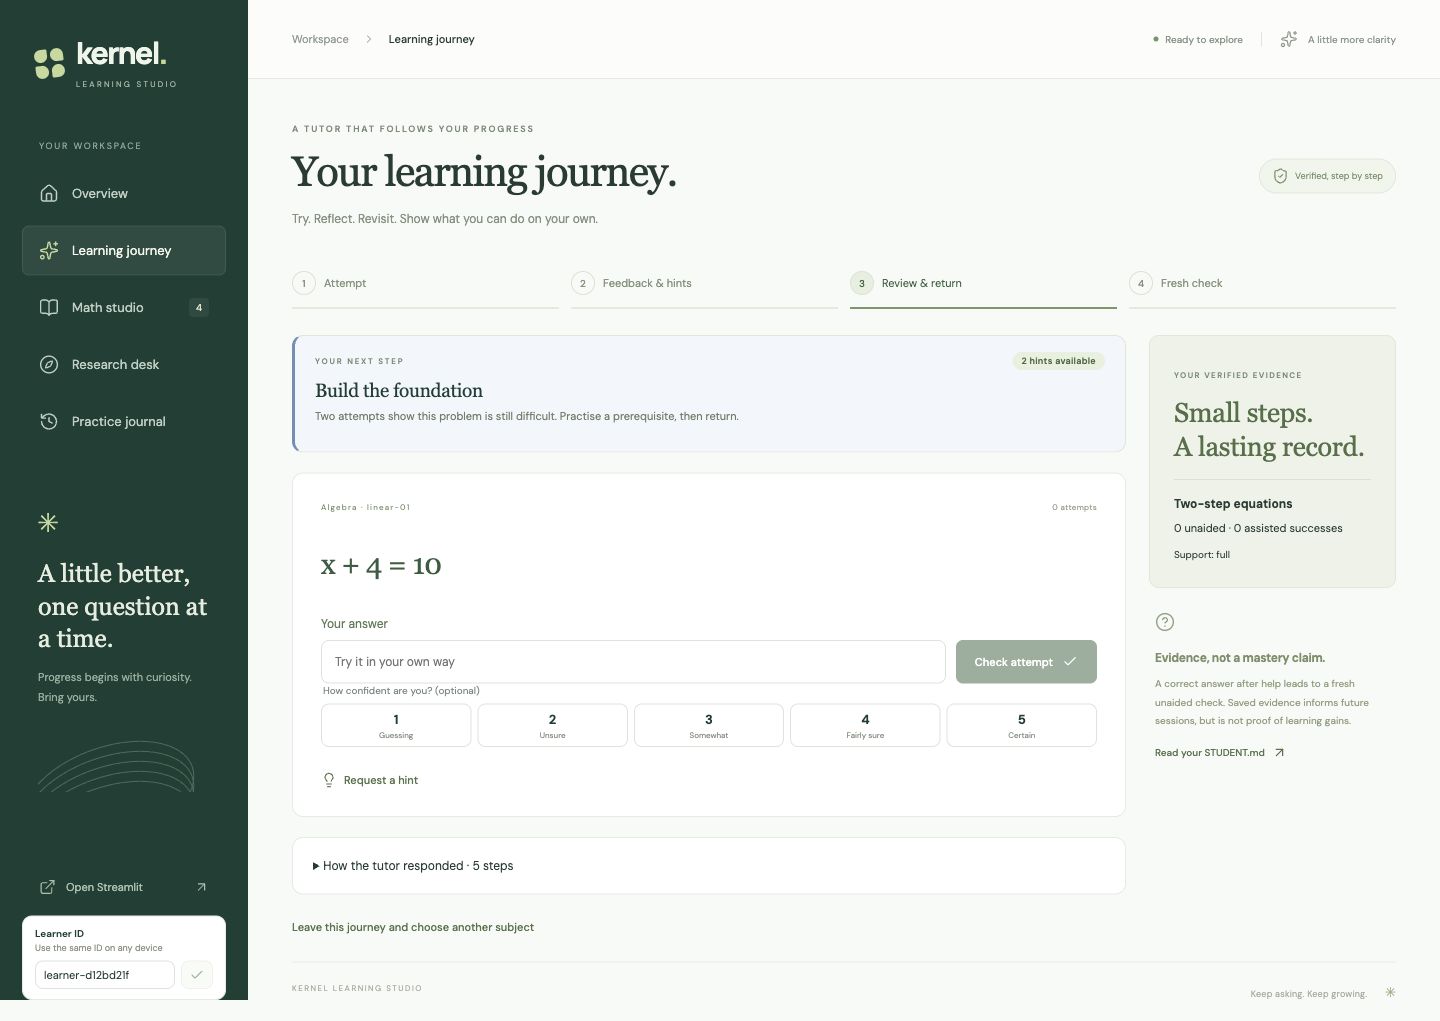 kernel.
LEARNING STUDIO
YOUR WORKSPACE
Overview
Learning journey
Math studio
4
Research desk
Practice journal
A little better,
one question at
a time.
Progress begins with curiosity.
Bring yours.
Open Streamlit
Learner ID
Use the same ID on any device
learner-d12bd21f
Workspace
Learning journey
Ready to explore
A little more clarity
A TUTOR THAT FOLLOWS YOUR PROGRESS
Your learning journey.
Try. Reflect. Revisit. Show what you can do on your own.
Verified, step by step
1 Attempt
2 Feedback & hints
3 Review & return
4 Fresh check
YOUR NEXT STEP
2 hints available
Build the foundation
Two attempts show this problem is still difficult. Practise a prerequisite, then return.
Algebra · linear-01
0 attempts
x + 4 = 10
Your answer
Try it in your own way
Check attempt
How confident are you? (optional)
1
Guessing
2
Unsure
3
Somewhat
4
Fairly sure
5
Certain
Request a hint
How the tutor responded · 5 steps
Leave this journey and choose another subject
YOUR VERIFIED EVIDENCE
Small steps.
A lasting record.
Two-step equations
0 unaided · 0 assisted successes
Support: full
Evidence, not a mastery claim.
A correct answer after help leads to a fresh
unaided check. Saved evidence informs future
sessions, but is not proof of learning gains.
Read your STUDENT.md
KERNEL LEARNING STUDIO
Keep asking. Keep growing.